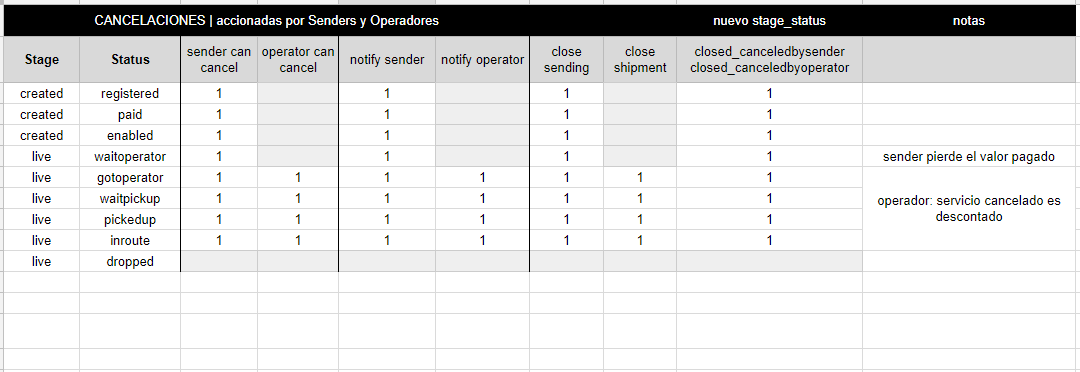 CANCELACIONES | accionadas por Senders y Operadores nuevo stage_status notas
Stage Status sender can cancel operator can cancel notify sender notify operator close sending close shipment closed_canceledbysender closed_canceledbyoperator
created registered 1 1 1 1
created paid 1 1 1 1
created enabled 1 1 1 1
live waitoperator 1 1 1 1 sender pierde el valor pagado
live gotoperator 1 1 1 1 1 1 1
live waitpickup 1 1 1 1 1 1 1 operador: servicio cancelado es descontado
live pickedup 1 1 1 1 1 1 1
live inroute 1 1 1 1 1 1 1
live dropped